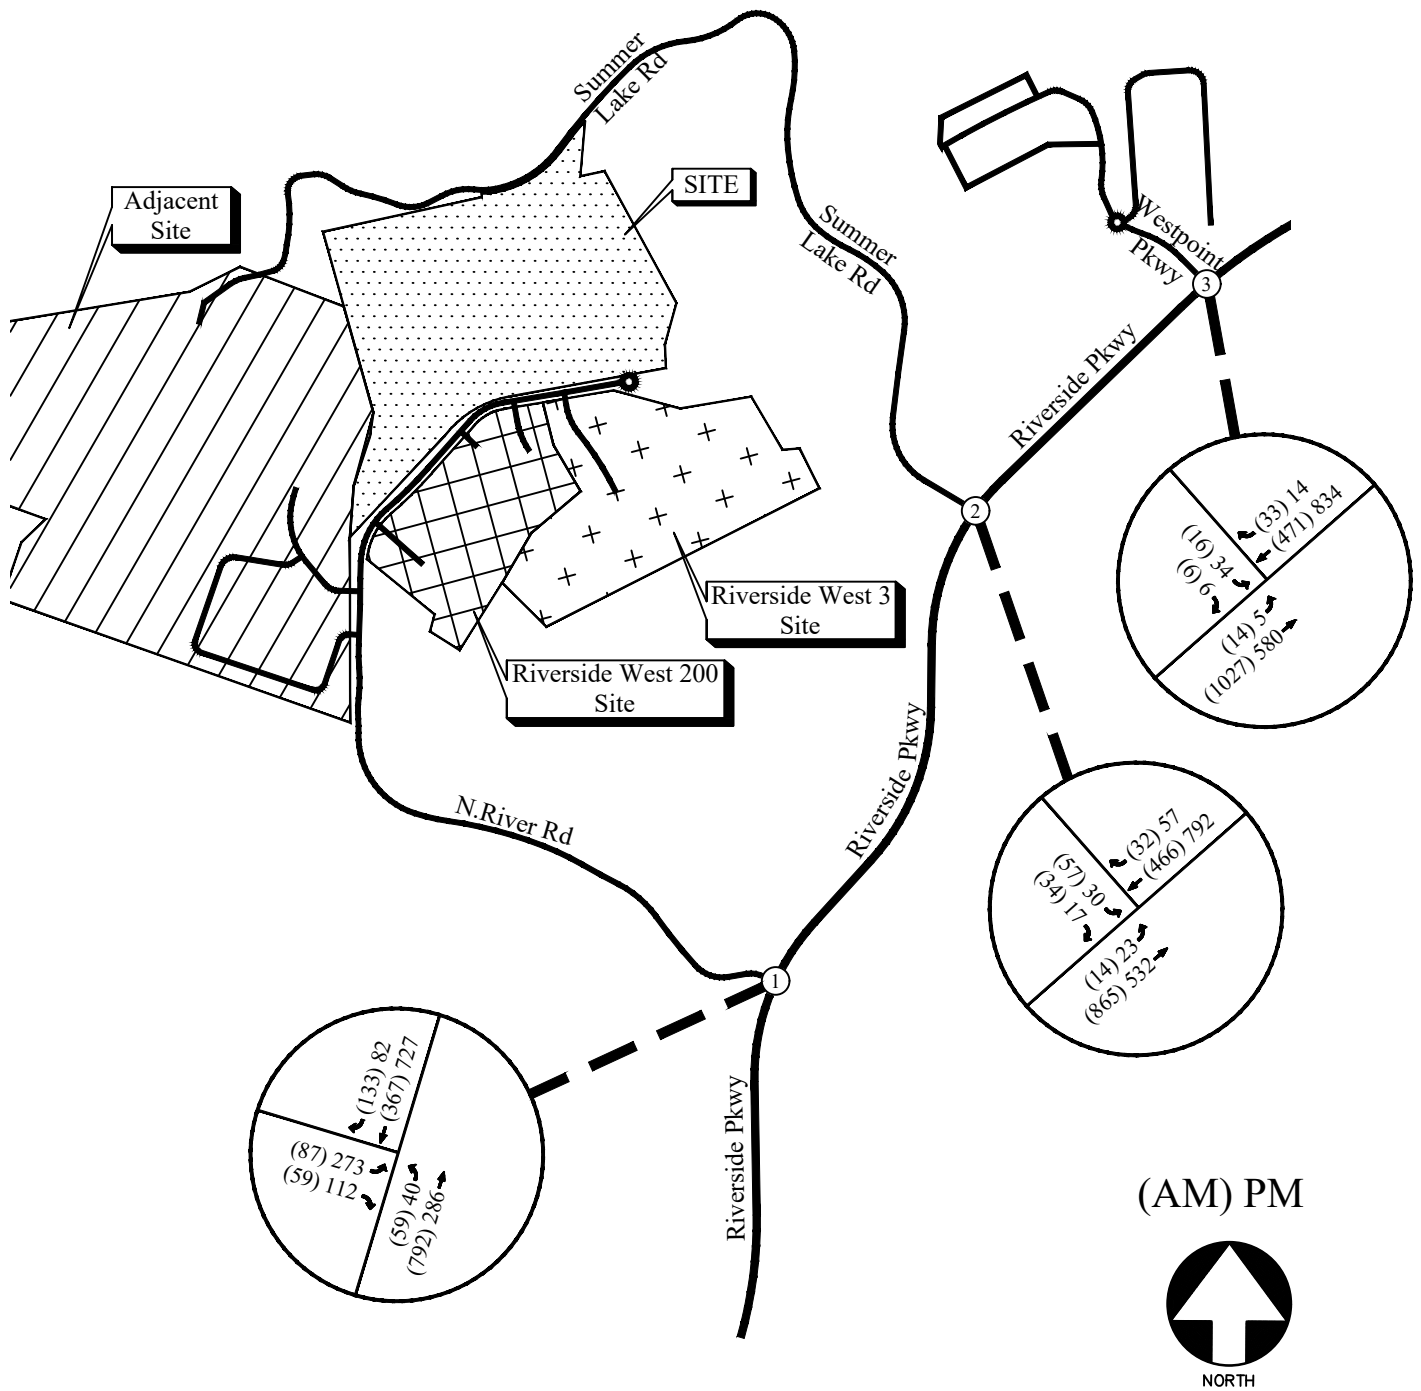 Summer
Lake Rd
SITE
Adjacent
Site
Summer
Lake Rd
Westpoint
Pkwy
3
Riverside Pkwy
2
(33) 14
(471) 834
(16) 34
(6) 6
(14) 5
(1027) 580
Riverside West 3
Site
Riverside West 200
Site
Riverside Pkwy
N.River Rd
(32) 57
(466) 792
(57) 30
(34) 17
(14) 23
(865) 532
1
(133) 82
(367) 727
(87) 273
(59) 112
(59) 40
(792) 286
Riverside Pkwy
(AM) PM
NORTH